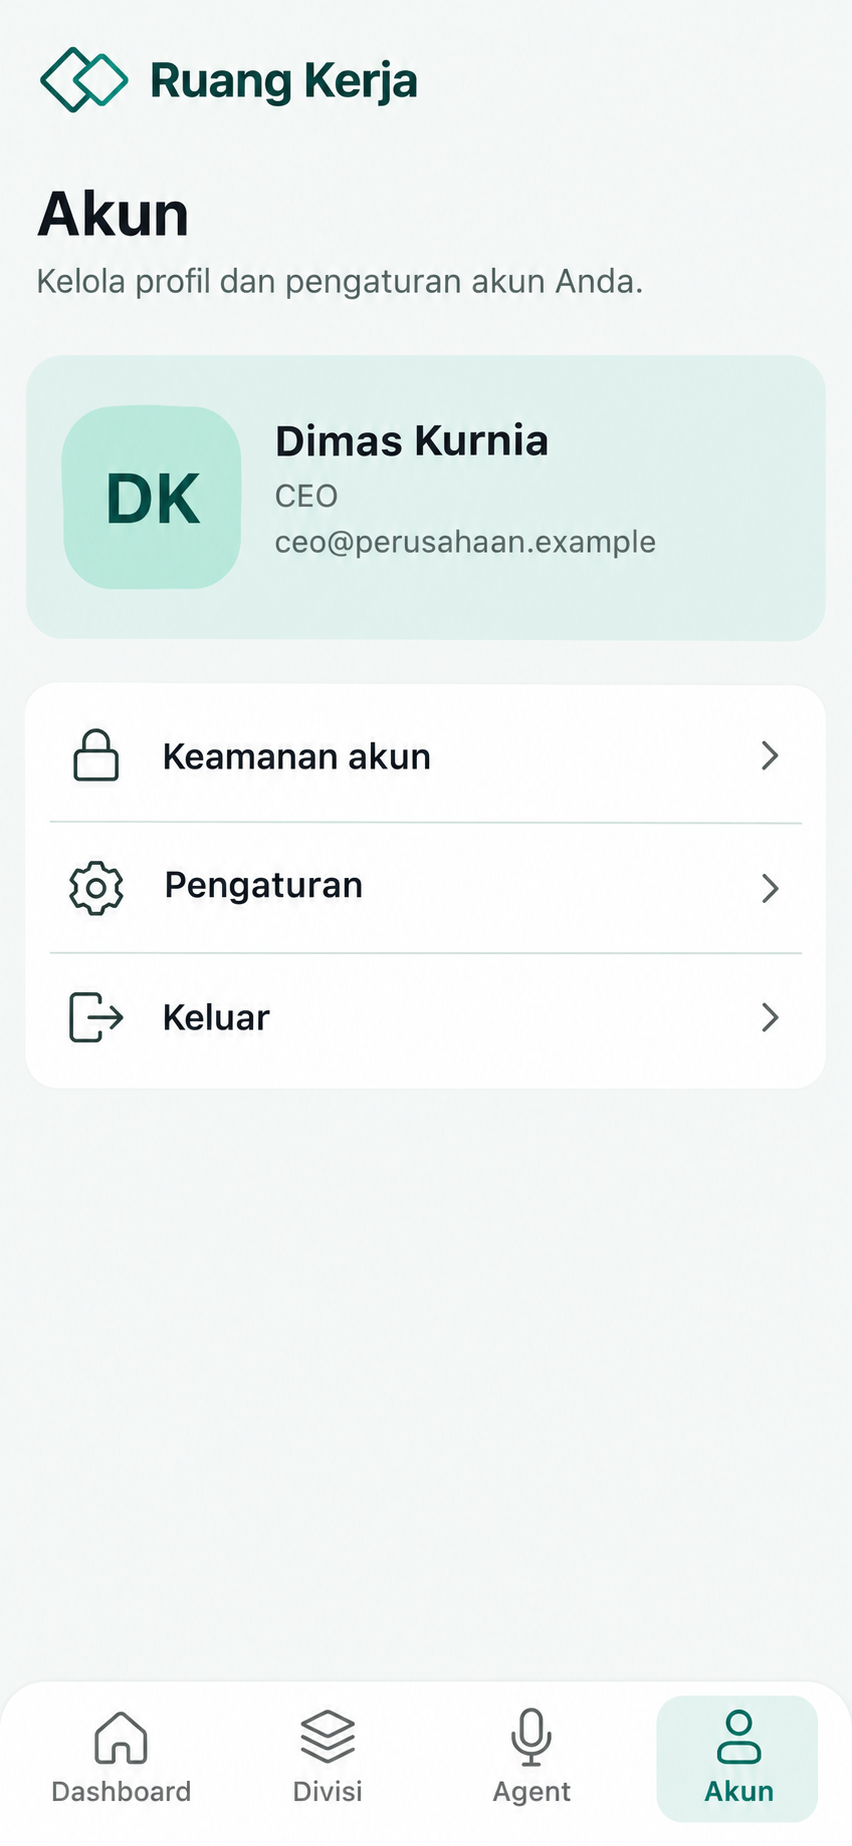 Ruang Kerja
Akun
Kelola profil dan pengaturan akun Anda.
DK
Dimas Kurnia
CEO
ceo@perusahaan.example
Keamanan akun
Pengaturan
Keluar
Dashboard
Divisi
Agent
Akun